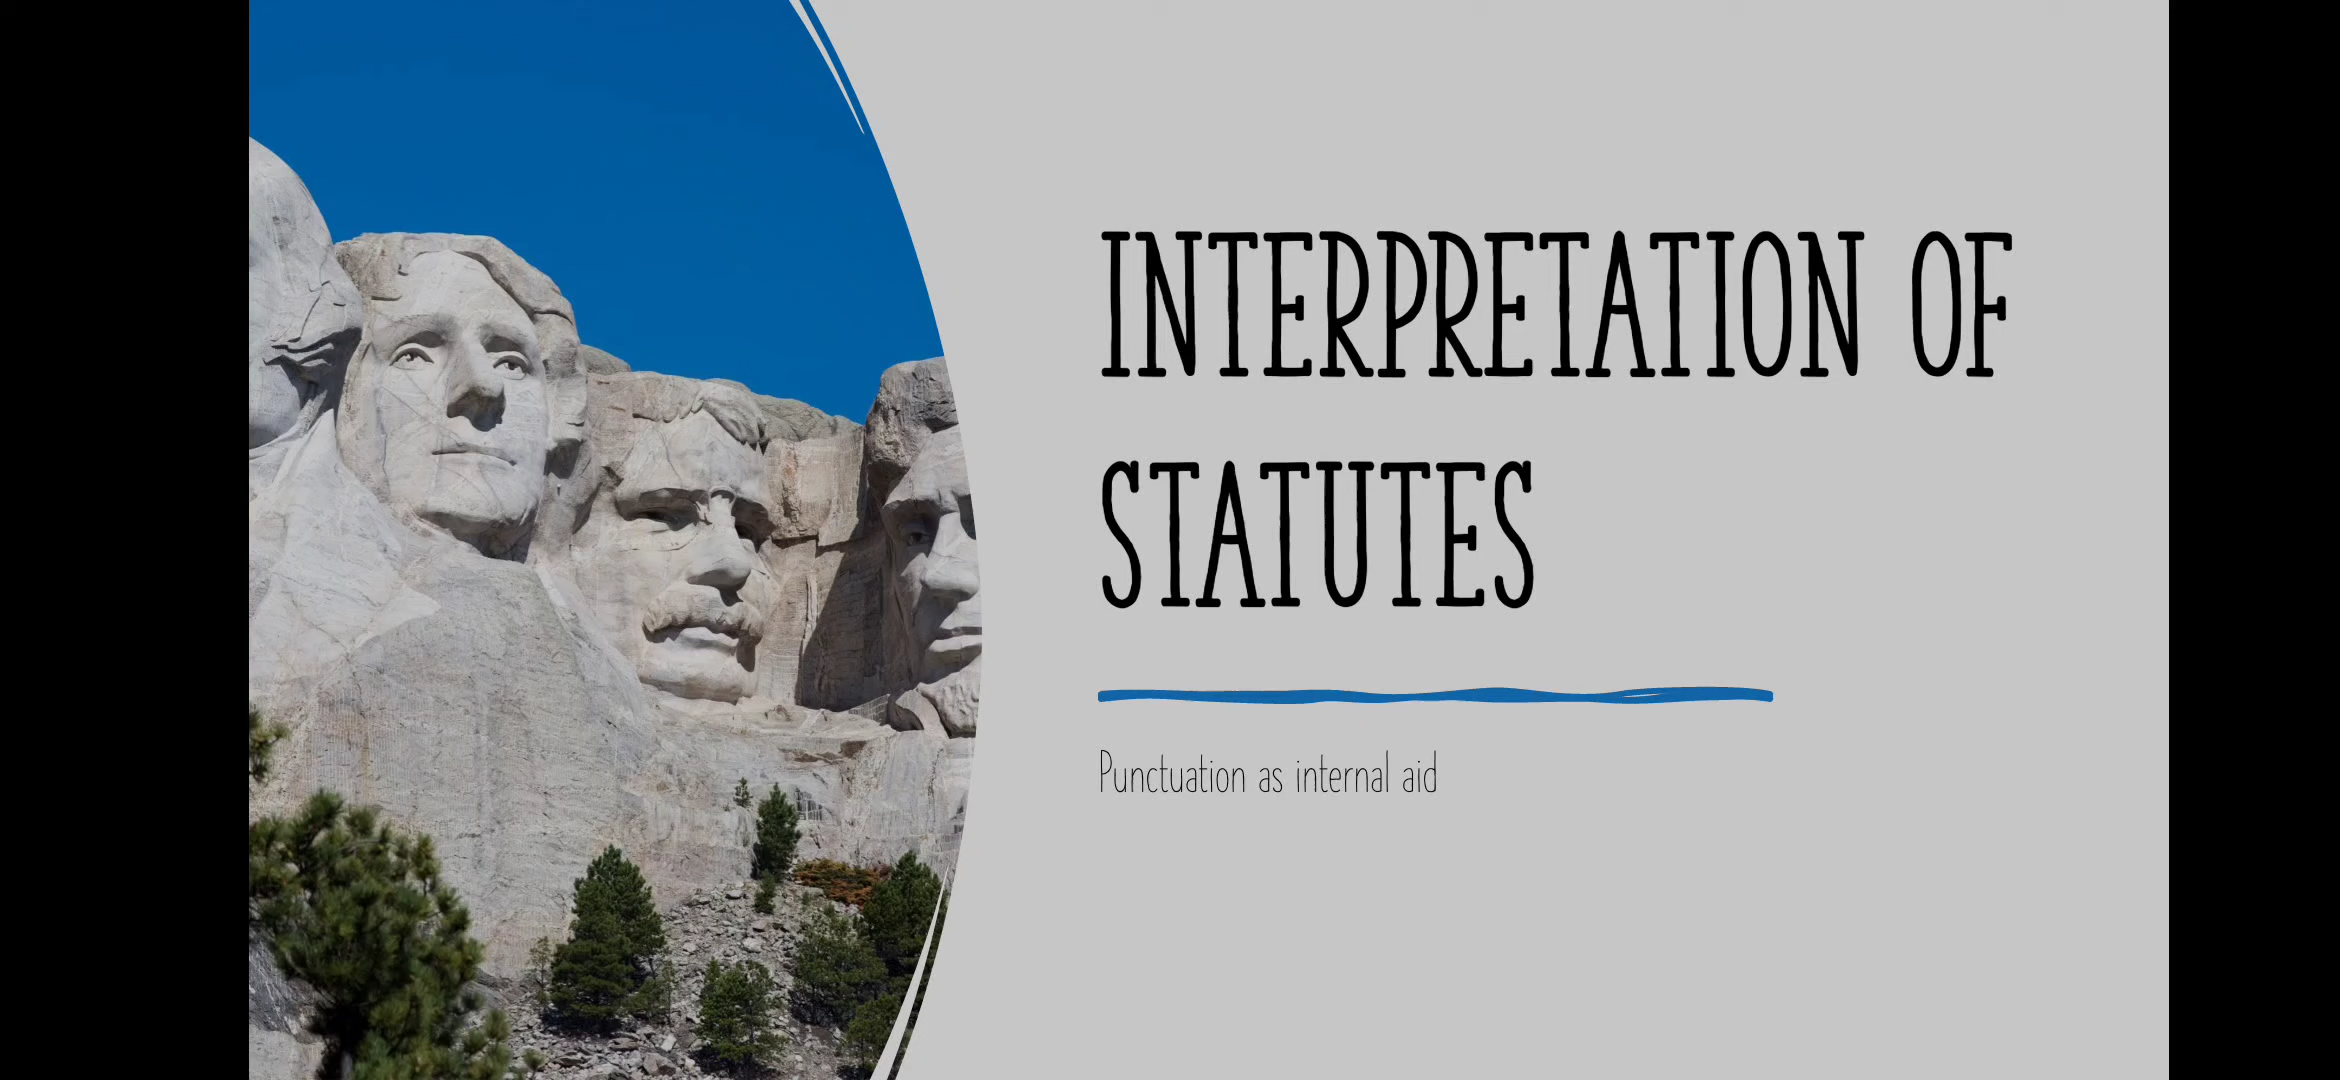 INTERPRETATION OF
STATUTES
Punctuation as internal aid